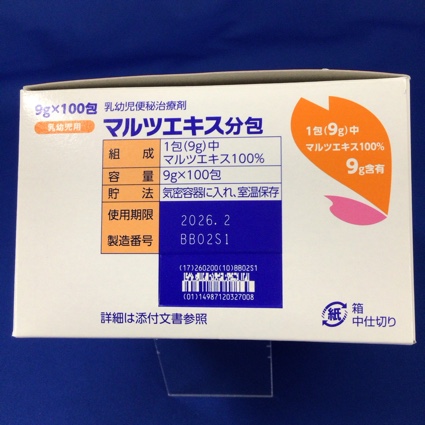 9g×100包 乳幼児便秘治療剤
乳幼児用 マルツエキス分包
組成 1包(9g)中
マルツエキス100%
容量 9g×100包
貯法 気密容器に入れ、室温保存
使用期限 2026.2
製造番号 BB02S1
(17)260200(10)BB02S1
(01)14987120327008
詳細は添付文書参照
1包(9g)中
マルツエキス100%
9g含有
紙 箱
中仕切り